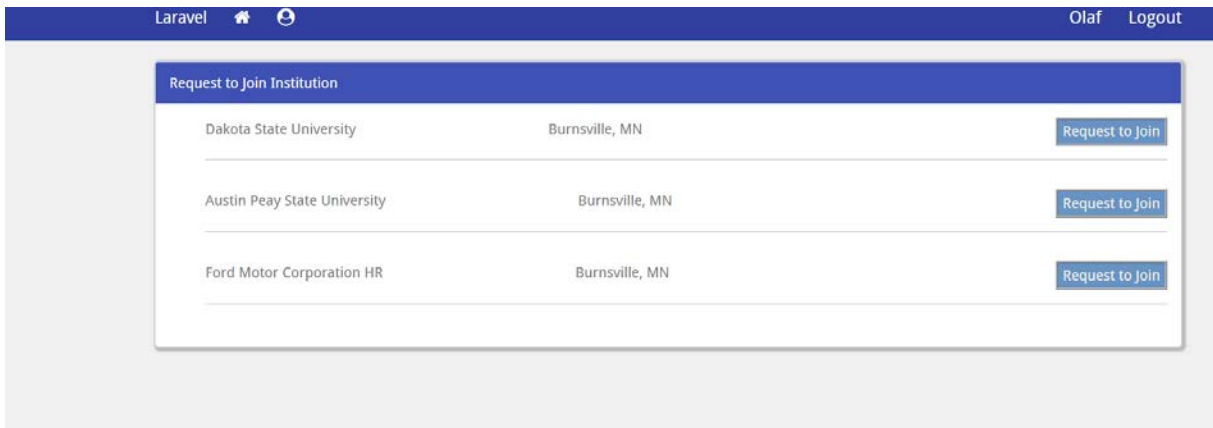 Laravel Olaf Logout
Request to Join Institution
Dakota State University Burnsville, MN Request to Join
Austin Peay State University Burnsville, MN Request to Join
Ford Motor Corporation HR Burnsville, MN Request to Join